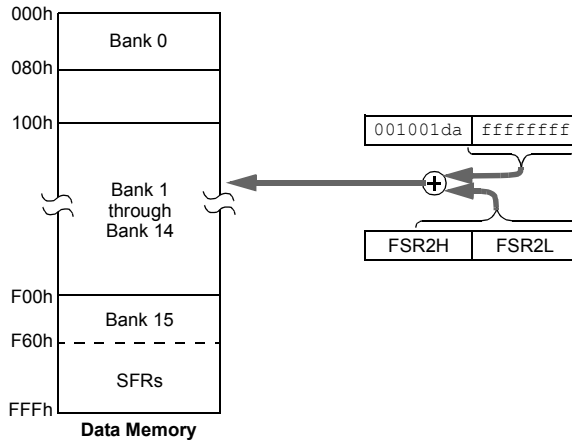 000h
Bank 0
080h
100h
001001da ffffffff
Bank 1
through
Bank 14
FSR2H FSR2L
F00h
Bank 15
F60h
SFRs
FFFh
Data Memory